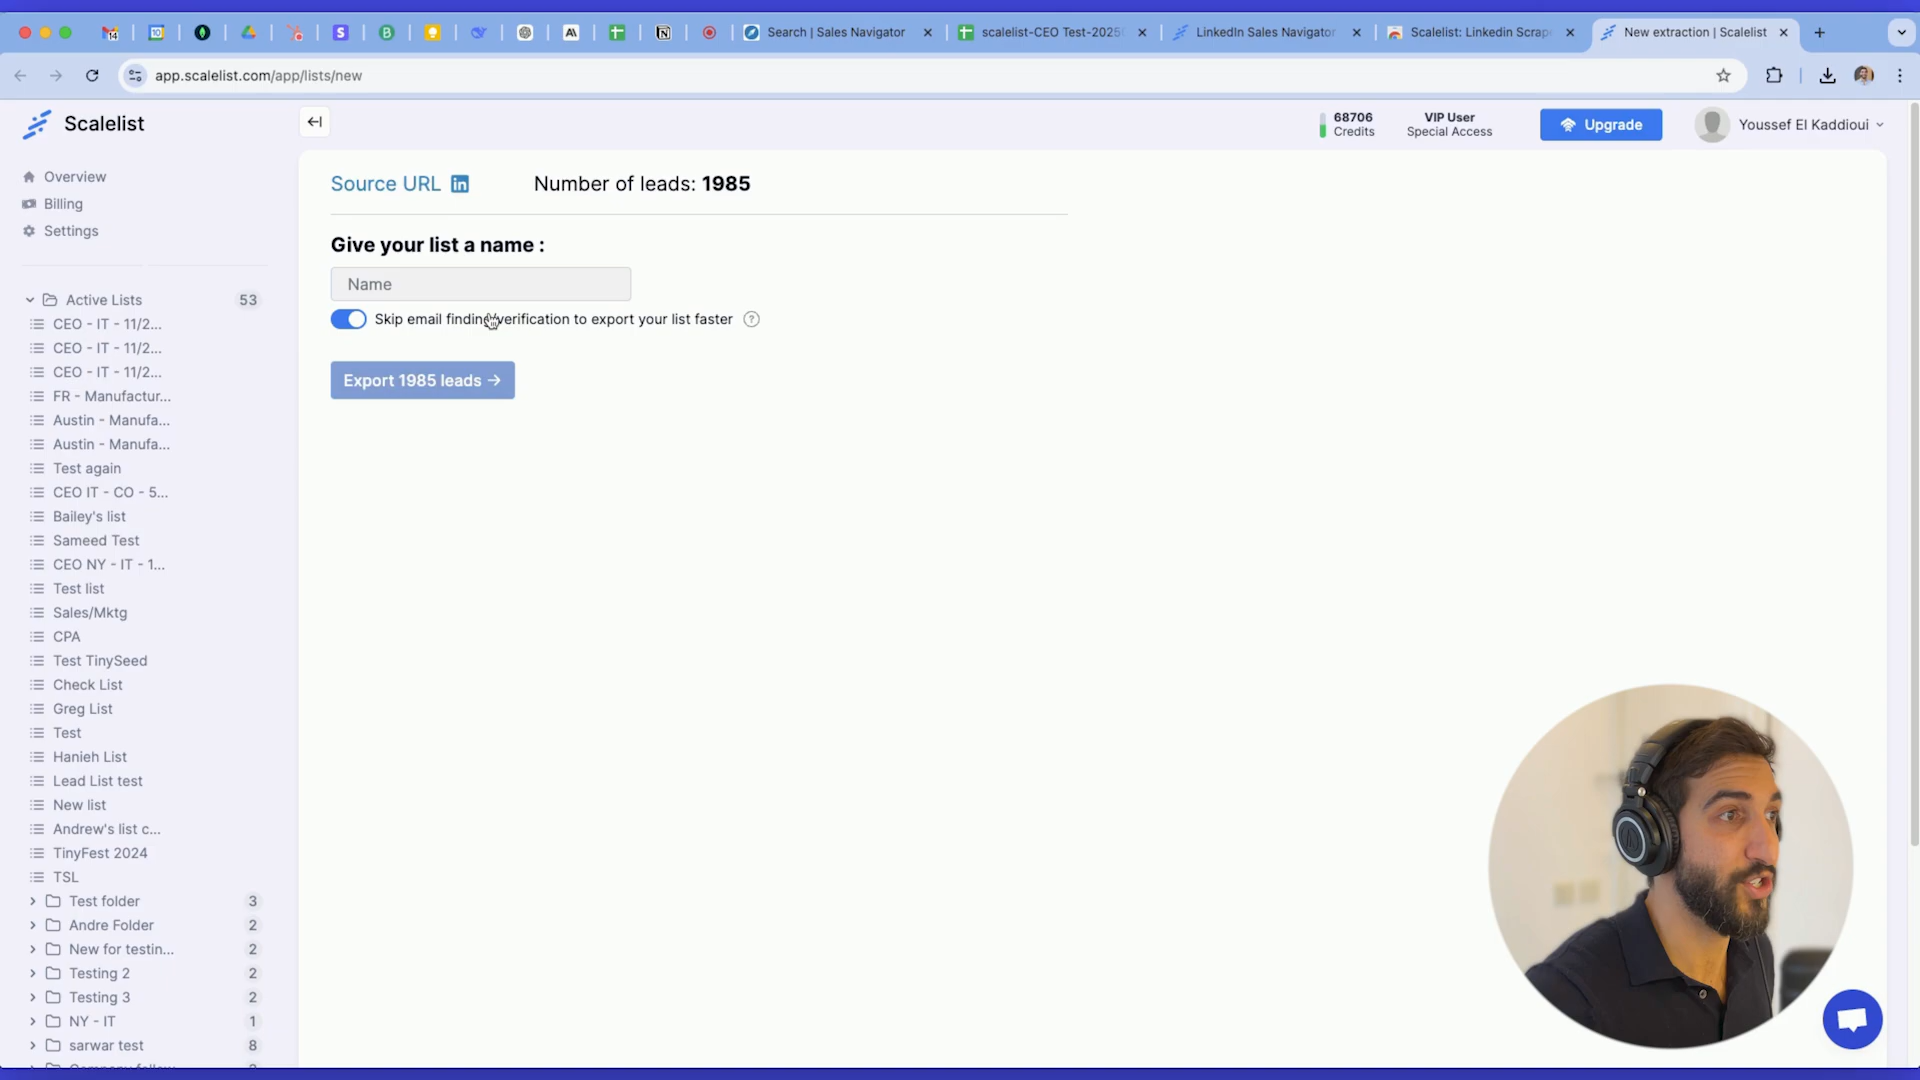 Search | Sales Navigator
scalelist-CEO Test-2025
LinkedIn Sales Navigator
Scalelist: Linkedin Scrap
New extraction | Scalelist
app.scalelist.com/app/lists/new
Scalelist
68706
Credits
VIP User
Special Access
Upgrade
Youssef El Kaddioui
Overview
Billing
Settings
Source URL
Number of leads: 1985
Give your list a name :
Name
Skip email finding/verification to export your list faster
Export 1985 leads →
Active Lists 53
CEO - IT - 11/2...
CEO - IT - 11/2...
CEO - IT - 11/2...
FR - Manufactur...
Austin - Manufa...
Austin - Manufa...
Test again
CEO IT - CO - 5...
Bailey's list
Sameed Test
CEO NY - IT - 1...
Test list
Sales/Mktg
CPA
Test TinySeed
Check List
Greg List
Test
Hanieh List
Lead List test
New list
Andrew's list c...
TinyFest 2024
TSL
Test folder 3
Andre Folder 2
New for testin... 2
Testing 2 2
Testing 3 2
NY - IT 1
sarwar test 8